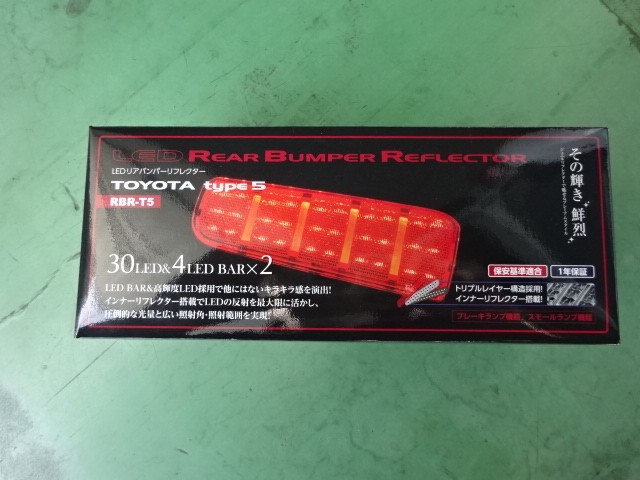 LED REAR BUMPER REFLECTOR
LEDリアバンパーリフレクター
TOYOTA type 5
RBR-T5
30LED&4LED BAR×2
LED BAR&高輝度LED採用で他にはないキラキラ感を演出!
インナーリフレクター搭載でLEDの反射を最大限に活かし、
圧倒的な光量と広い照射角・照射範囲を実現!
その輝き 鮮烈
保安基準適合
1年保証
トリプルレイヤー構造採用!
インナーリフレクター搭載!
ブレーキランプ機能
スモールランプ機能